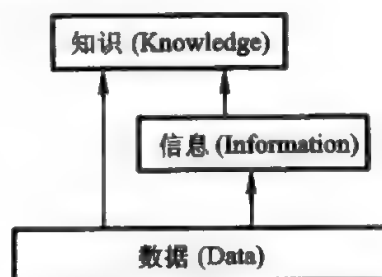 知识 (Knowledge)
信息 (Information)
数据 (Data)